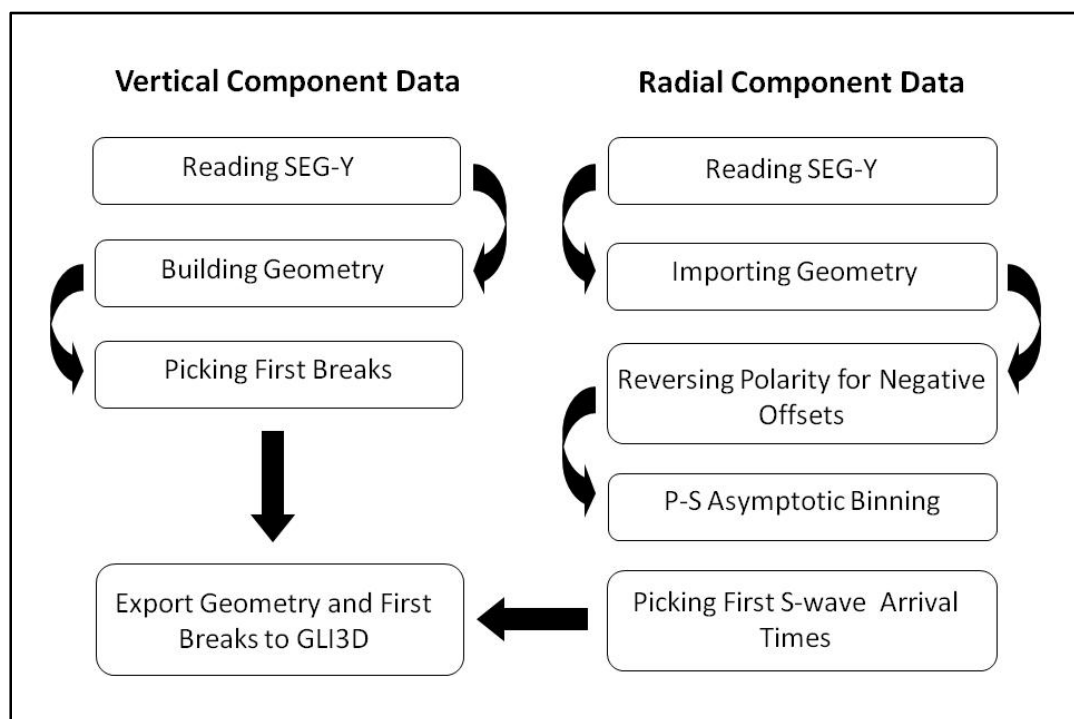 Vertical Component Data
Reading SEG-Y
Building Geometry
Picking First Breaks
Export Geometry and First
Breaks to GLI3D
Radial Component Data
Reading SEG-Y
Importing Geometry
Reversing Polarity for Negative
Offsets
P-S Asymptotic Binning
Picking First S-wave Arrival
Times